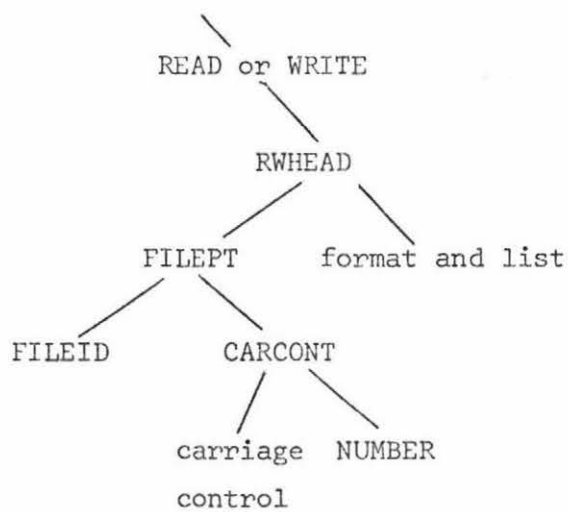 READ or WRITE
RWHEAD
FILEPT format and list
FILEID CARCONT
carriage NUMBER
control